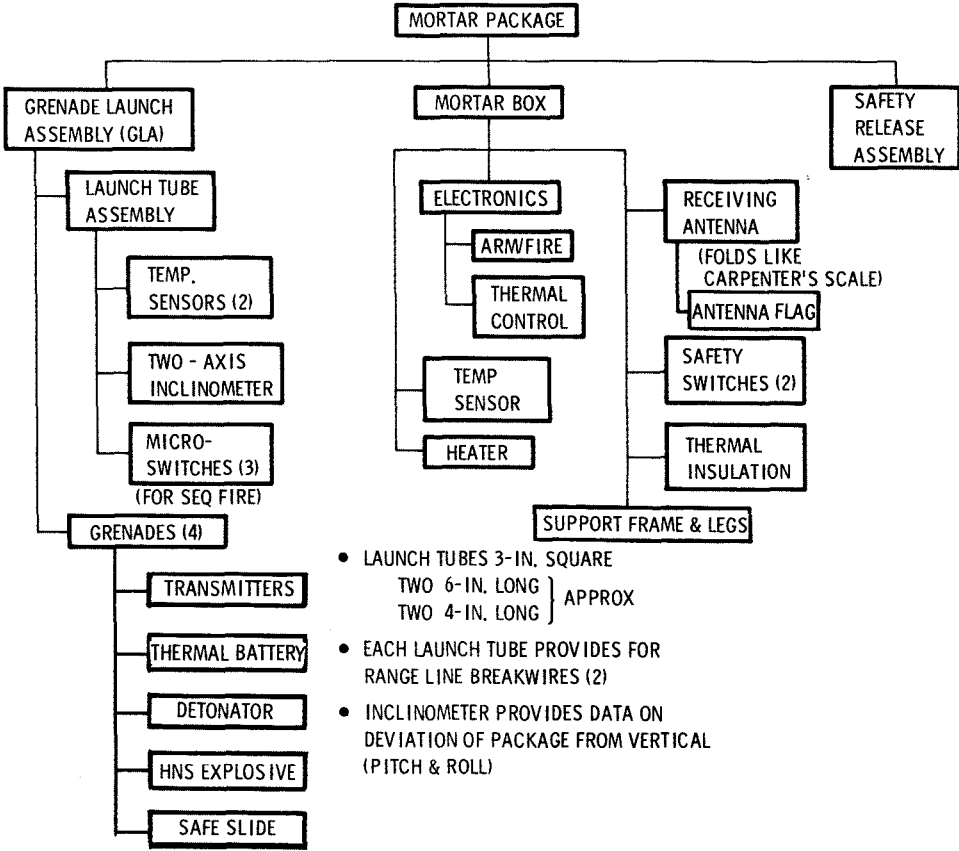 MORTAR PACKAGE
GRENADE LAUNCH
ASSEMBLY (GLA)
LAUNCH TUBE
ASSEMBLY
TEMP.
SENSORS (2)
TWO - AXIS
INCLINOMETER
MICRO-
SWITCHES (3)
(FOR SEQ FIRE)
GRENADES (4)
TRANSMITTERS
THERMAL BATTERY
DETONATOR
HNS EXPLOSIVE
SAFE SLIDE
MORTAR BOX
ELECTRONICS
ARM/FIRE
THERMAL
CONTROL
TEMP
SENSOR
HEATER
RECEIVING
ANTENNA
(FOLDS LIKE
CARPENTER'S SCALE)
ANTENNA FLAG
SAFETY
SWITCHES (2)
THERMAL
INSULATION
SUPPORT FRAME & LEGS
SAFETY
RELEASE
ASSEMBLY
• LAUNCH TUBES 3-IN. SQUARE
TWO 6-IN. LONG
TWO 4-IN. LONG
} APPROX
• EACH LAUNCH TUBE PROVIDES FOR
RANGE LINE BREAKWIRES (2)
• INCLINOMETER PROVIDES DATA ON
DEVIATION OF PACKAGE FROM VERTICAL
(PITCH & ROLL)